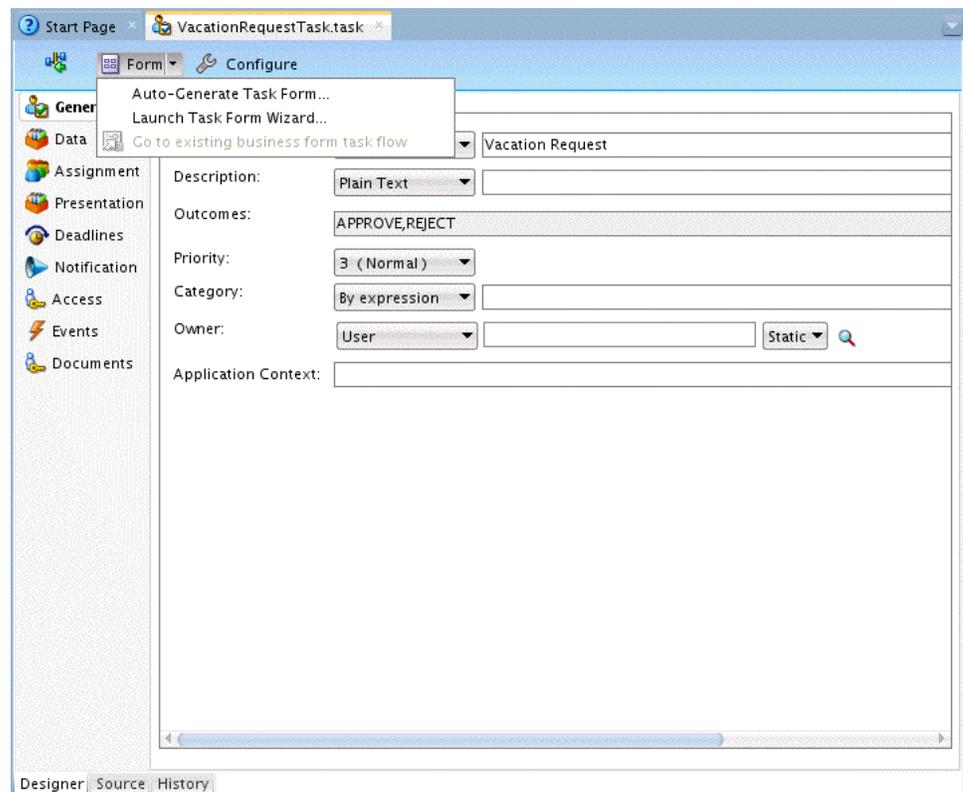 Start Page
VacationRequestTask.task
Form
Configure
Auto-Generate Task Form...
Launch Task Form Wizard...
Go to existing business form task flow
Gener
Data
Assignment
Presentation
Deadlines
Notification
Access
Events
Documents
Vacation Request
Description:
Plain Text
Outcomes:
APPROVE,REJECT
Priority:
3 (Normal)
Category:
By expression
Owner:
User
Static
Application Context:
Designer
Source
History